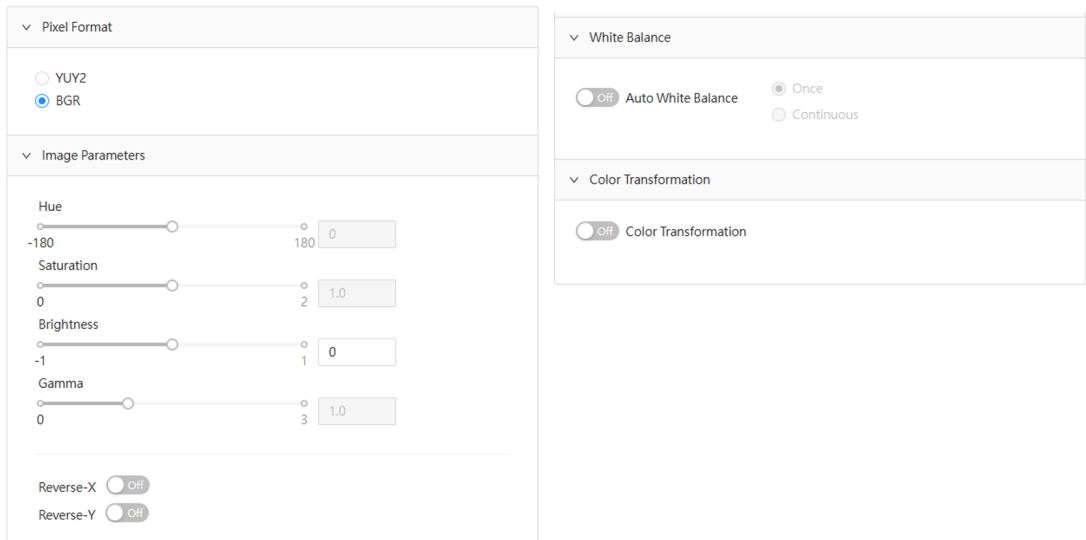 Pixel Format
YUY2
BGR
Image Parameters
Hue
-180 180 0
Saturation
0 2 1.0
Brightness
-1 1 0
Gamma
0 3 1.0
Reverse-X Off
Reverse-Y Off
White Balance
Off Auto White Balance Once
Continuous
Color Transformation
Off Color Transformation